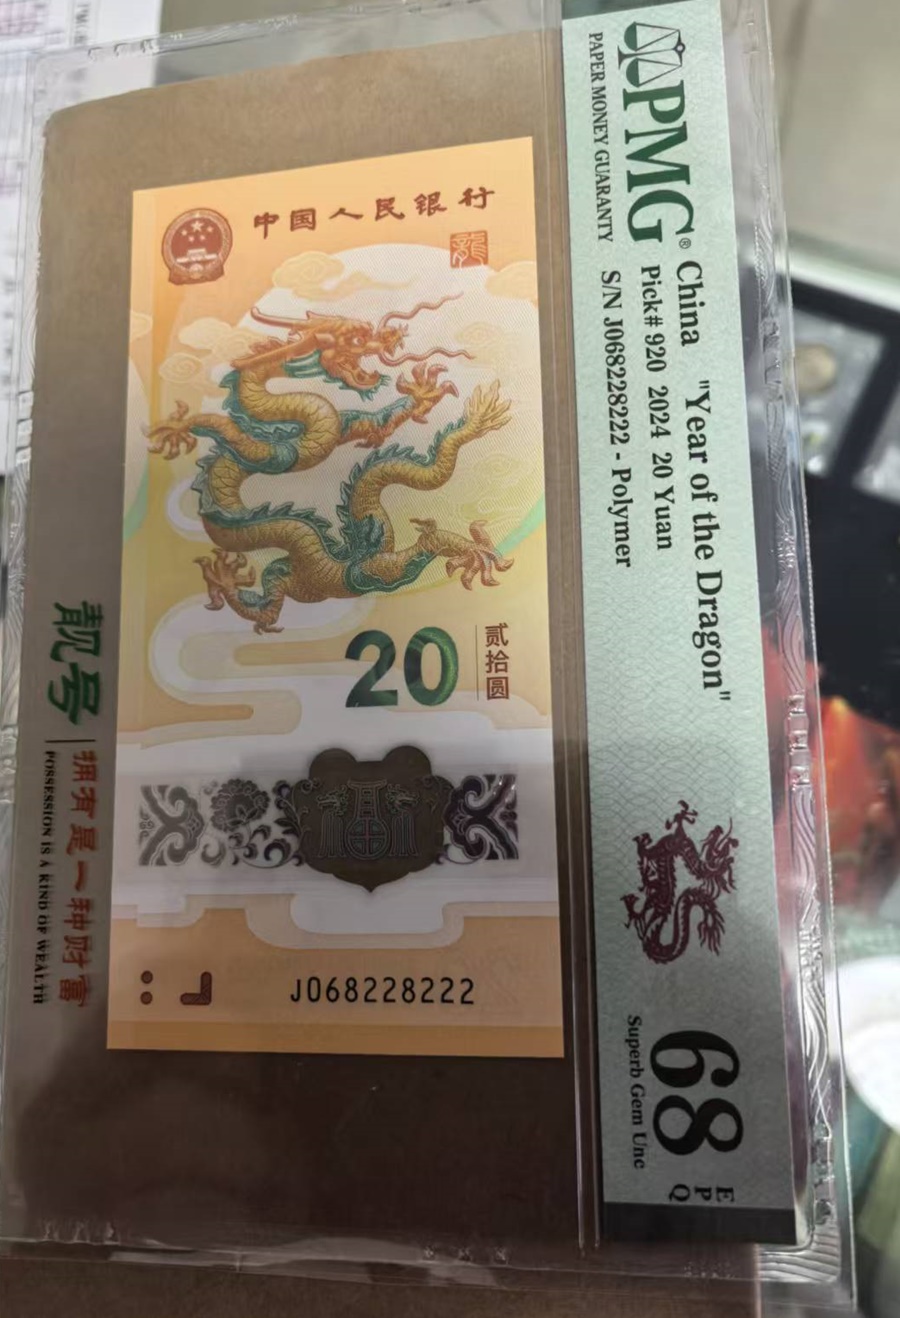 PMG®
PAPER MONEY GUARANTY
China "Year of the Dragon"
Pick# 920 2024 20 Yuan
S/N J068228222 - Polymer
68
EPQ
Superb Gem Unc
中国人民银行
龍
20
贰拾圆
福
J068228222
靓号
拥有是一种财富
POSSESSION IS A KIND OF WEALTH